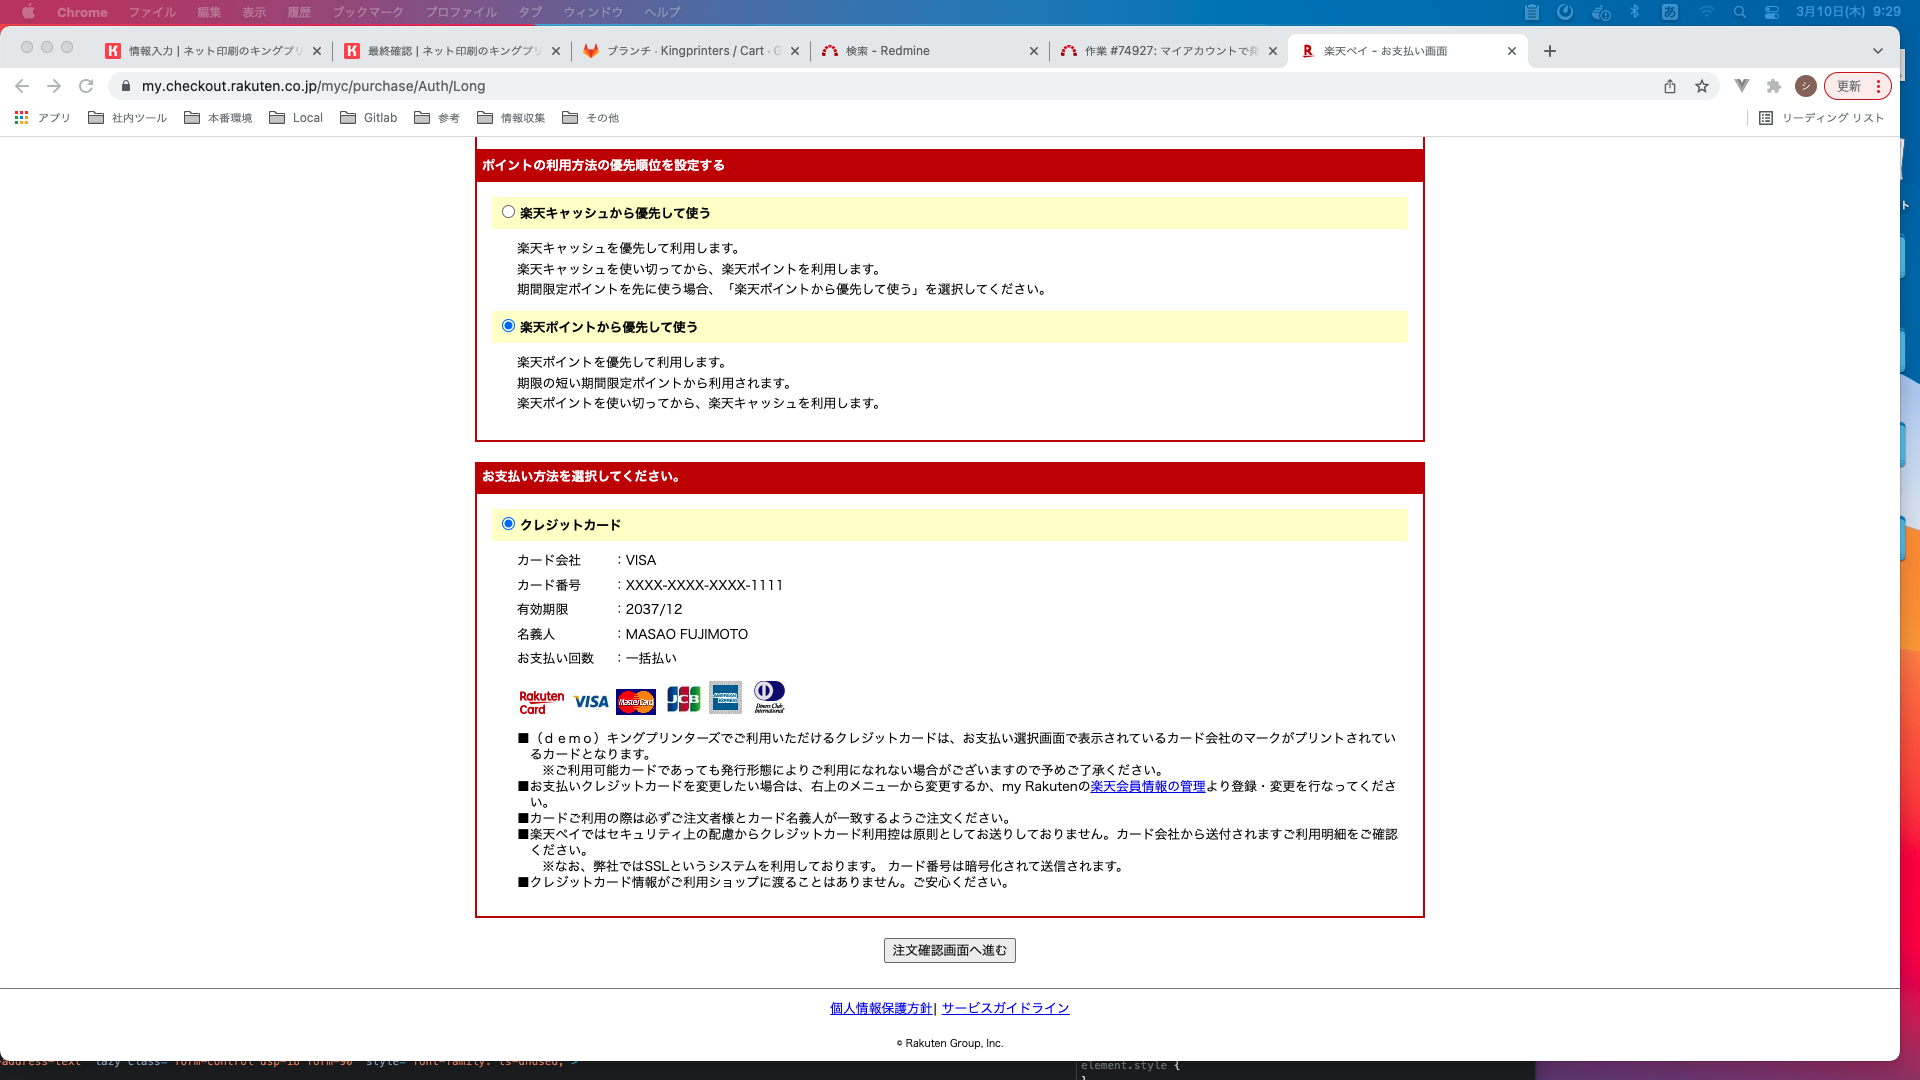 Chrome ファイル 編集 表示 履歴 ブックマーク プロファイル タブ ウィンドウ ヘルプ あ 3月10日(木) 9:29
情報入力 | ネット印刷のキングプリ 最終確認 | ネット印刷のキングプリ ブランチ · Kingprinters / Cart · G 検索 - Redmine 作業 #74927: マイアカウントで発 楽天ペイ - お支払い画面
my.checkout.rakuten.co.jp/myc/purchase/Auth/Long シ 更新
アプリ 社内ツール 本番環境 Local Gitlab 参考 情報収集 その他 リーディング リスト
ポイントの利用方法の優先順位を設定する
楽天キャッシュから優先して使う
楽天キャッシュを優先して利用します。
楽天キャッシュを使い切ってから、楽天ポイントを利用します。
期間限定ポイントを先に使う場合、「楽天ポイントから優先して使う」を選択してください。
楽天ポイントから優先して使う
楽天ポイントを優先して利用します。
期限の短い期間限定ポイントから利用されます。
楽天ポイントを使い切ってから、楽天キャッシュを利用します。
お支払い方法を選択してください。
クレジットカード
カード会社 : VISA
カード番号 : XXXX-XXXX-XXXX-1111
有効期限 : 2037/12
名義人 : MASAO FUJIMOTO
お支払い回数 : 一括払い
Rakuten Card VISA MasterCard JCB AMERICAN EXPRESS Diners Club International
■（ｄｅｍｏ）キングプリンターズでご利用いただけるクレジットカードは、お支払い選択画面で表示されているカード会社のマークがプリントされてい
るカードとなります。
※ご利用可能カードであっても発行形態によりご利用になれない場合がございますので予めご了承ください。
■お支払いクレジットカードを変更したい場合は、右上のメニューから変更するか、my Rakutenの楽天会員情報の管理より登録・変更を行なってくださ
い。
■カードご利用の際は必ずご注文者様とカード名義人が一致するようご注文ください。
■楽天ペイではセキュリティ上の配慮からクレジットカード利用控は原則としてお送りしておりません。カード会社から送付されますご利用明細をご確認
ください。
※なお、弊社ではSSLというシステムを利用しております。 カード番号は暗号化されて送信されます。
■クレジットカード情報がご利用ショップに渡ることはありません。ご安心ください。
注文確認画面へ進む
個人情報保護方針| サービスガイドライン
© Rakuten Group, Inc.
element.style {